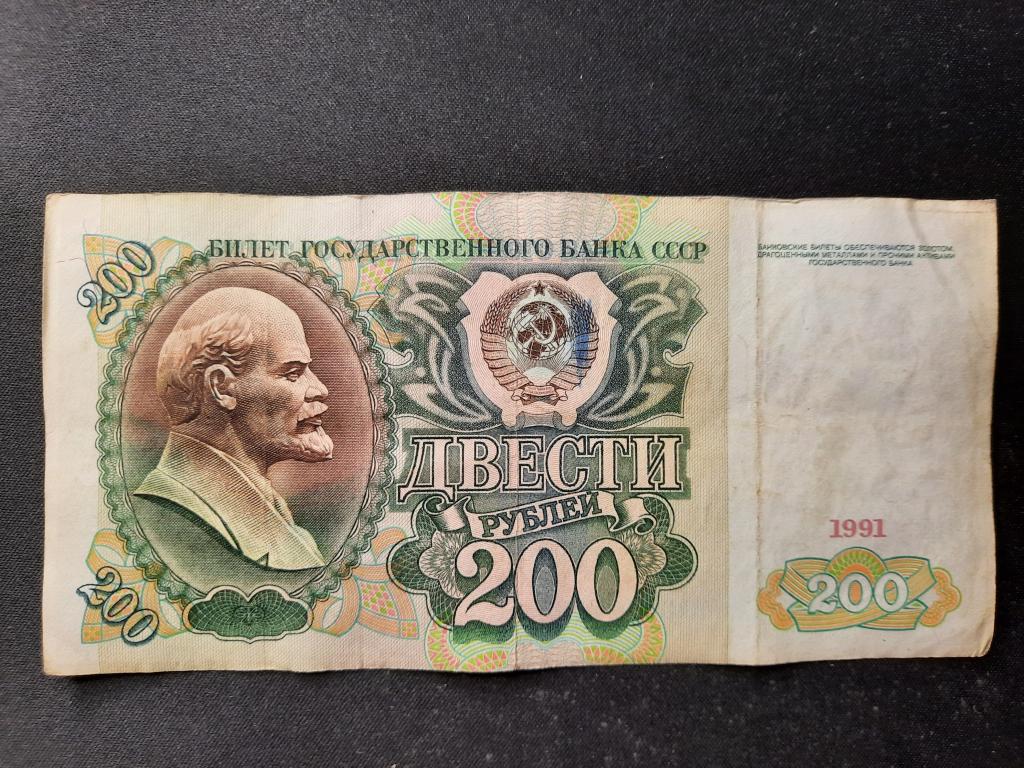 БИЛЕТ ГОСУДАРСТВЕННОГО БАНКА СССР
БАНКОВСКИЕ БИЛЕТЫ ОБЕСПЕЧИВАЮТСЯ ЗОЛОТОМ,
ДРАГОЦЕННЫМИ МЕТАЛЛАМИ И ПРОЧИМИ АКТИВАМИ
ГОСУДАРСТВЕННОГО БАНКА
200
ДВЕСТИ
РУБЛЕЙ
200
200
1991
200